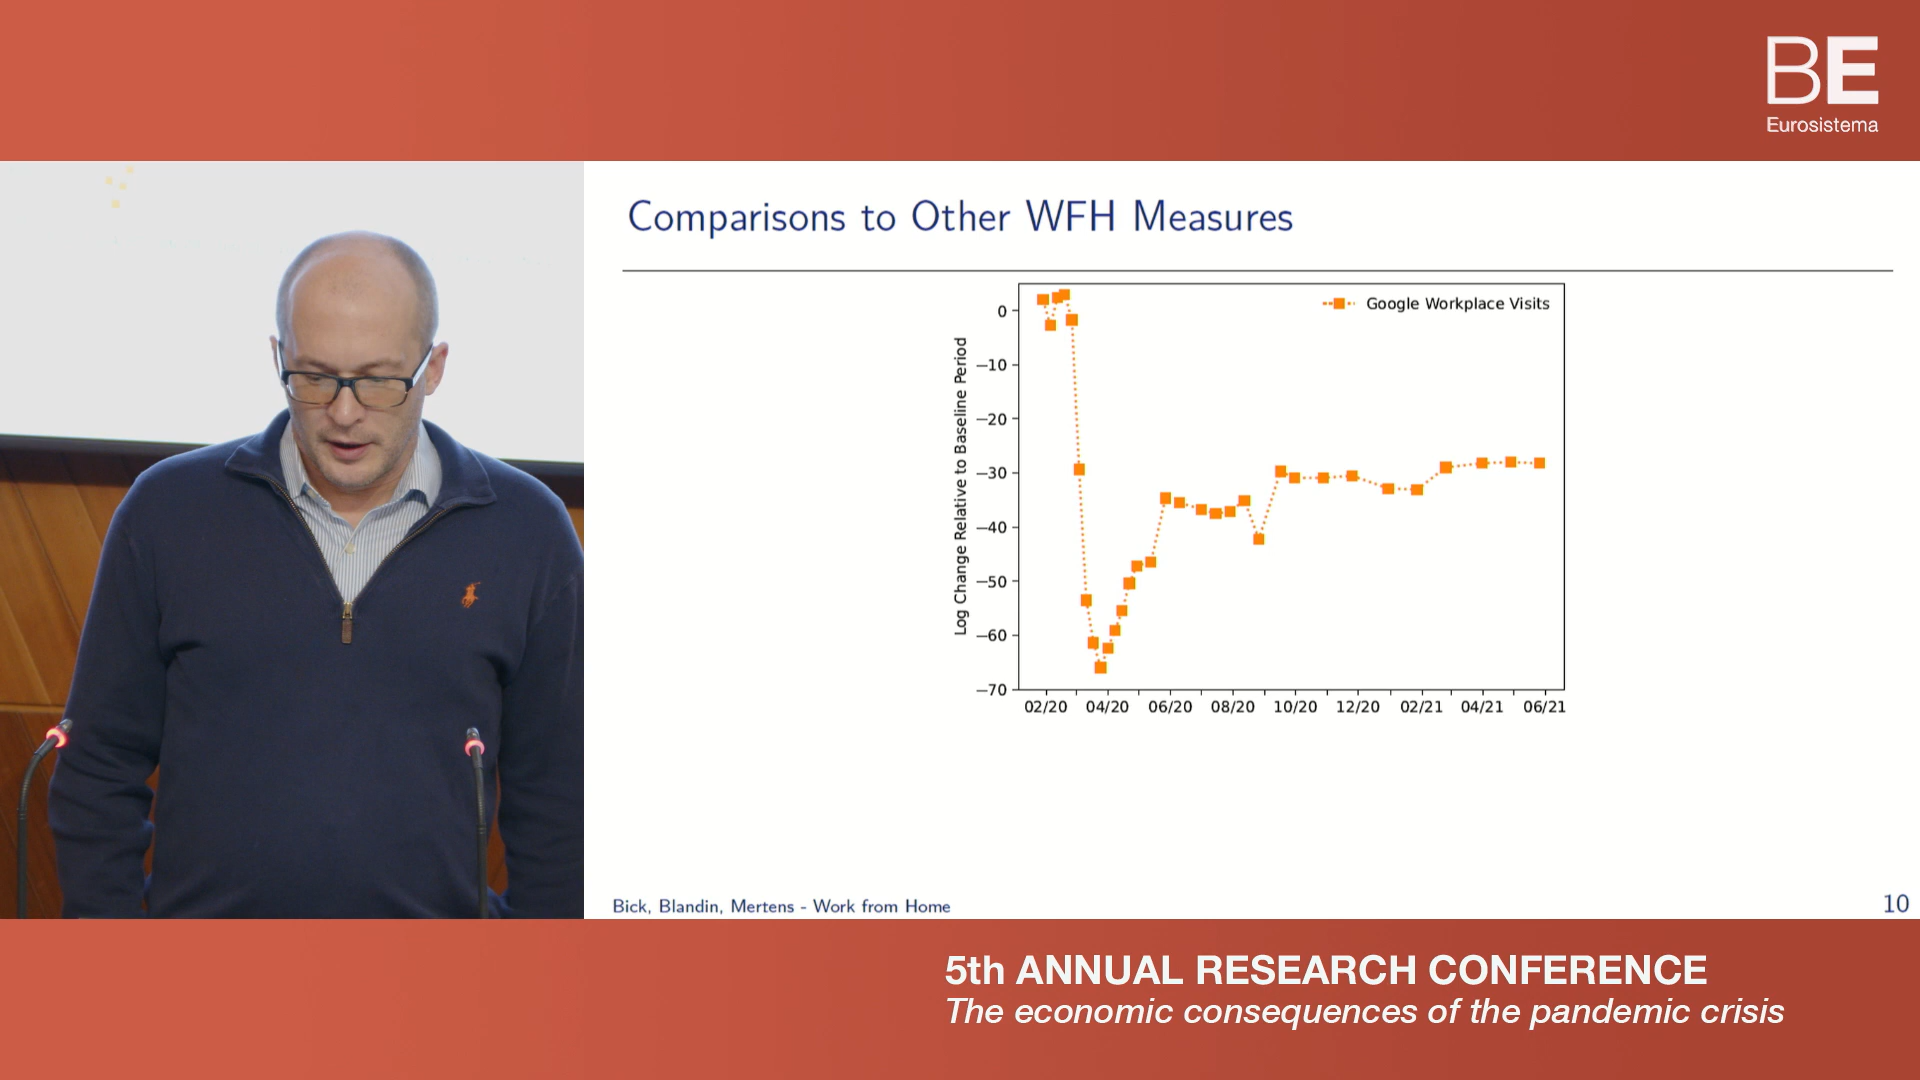 BE
Eurosistema
Comparisons to Other WFH Measures
Google Workplace Visits
Log Change Relative to Baseline Period
0
−10
−20
−30
−40
−50
−60
−70
02/20 04/20 06/20 08/20 10/20 12/20 02/21 04/21 06/21
Bick, Blandin, Mertens - Work from Home
10
5th ANNUAL RESEARCH CONFERENCE
The economic consequences of the pandemic crisis